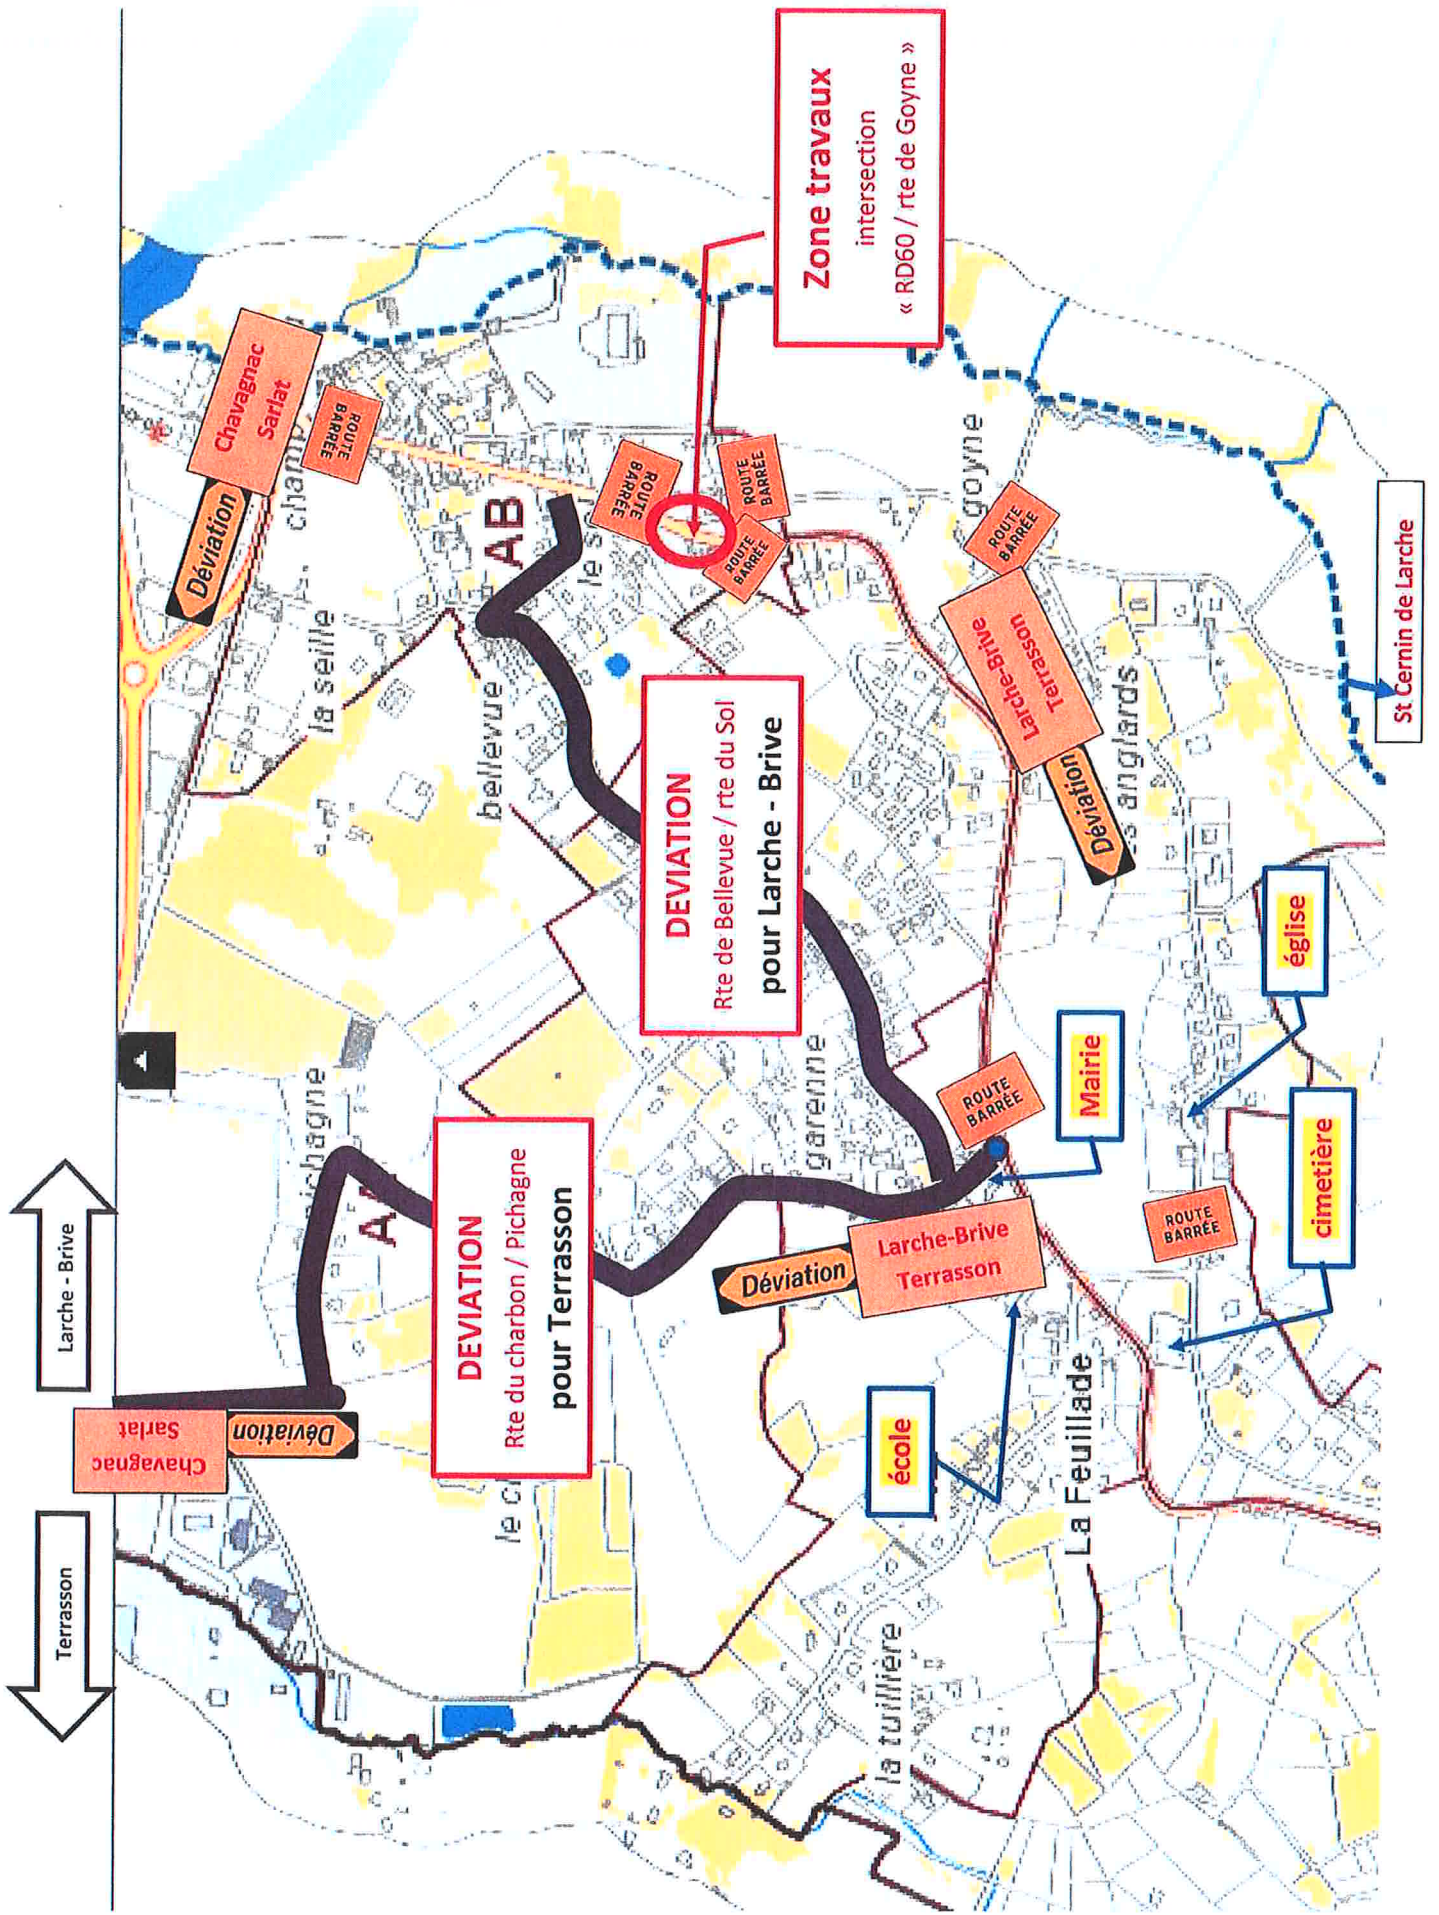 Terrasson
Larche - Brive
Chavagnac
Sarlat
Déviation
Déviation
Chavagnac
Sarlat
ROUTE
BARRÉE
la seille
bellevue
AB
ROUTE
BARRÉE
ROUTE
BARRÉE
ROUTE
BARRÉE
Zone travaux
intersection
« RD60 / rte de Goyne »
DEVIATION
Rte du charbon / Pichagne
pour Terrasson
DEVIATION
Rte de Bellevue / rte du Sol
pour Larche - Brive
garenne
goyne
ROUTE
BARRÉE
Larche-Brive
Terrasson
Déviation
anglards
Déviation
Larche-Brive
Terrasson
ROUTE
BARRÉE
Mairie
école
la tuillière
La Feuillade
ROUTE
BARRÉE
église
cimetière
St Cernin de Larche